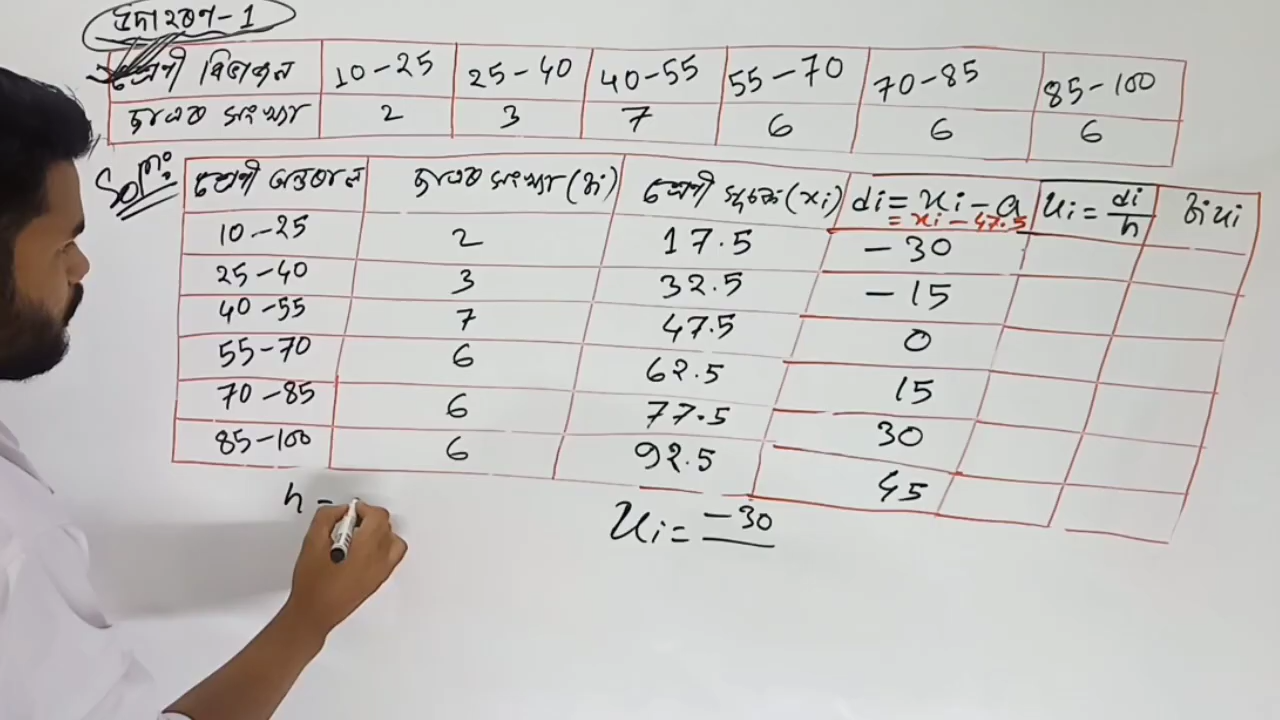 উদাহৰণ-1
শ্ৰেণী বিভাজন 10-25 25-40 40-55 55-70 70-85 85-100
ছাত্ৰৰ সংখ্যা 2 3 7 6 6 6
Solⁿ:
শ্ৰেণী অন্তৰাল ছাত্ৰৰ সংখ্যা (fi) শ্ৰেণী সূচক (xi) di = xi - a ui = di/h fiui
= xi - 47.5
10-25 2 17.5 -30
25-40 3 32.5 -15
40-55 7 47.5 0
55-70 6 62.5 15
70-85 6 77.5 30
85-100 6 92.5 45
h =
ui = -30